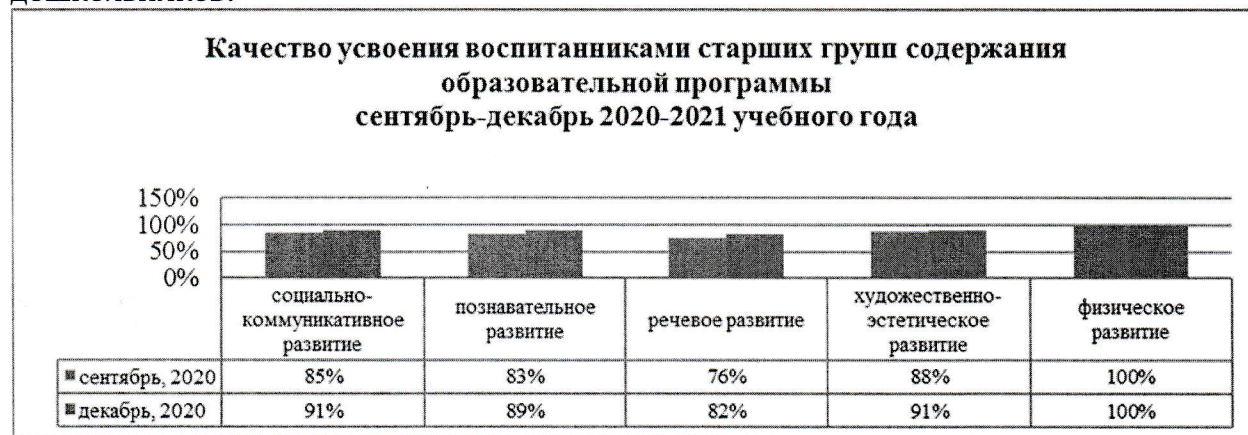 Качество усвоения воспитанниками старших групп содержания
образовательной программы
сентябрь-декабрь 2020-2021 учебного года
150%
100%
50%
0%
социально-
коммуникативное
развитие
познавательное
развитие
речевое развитие
художественно-
эстетическое
развитие
физическое
развитие
сентябрь, 2020 85% 83% 76% 88% 100%
декабрь, 2020 91% 89% 82% 91% 100%